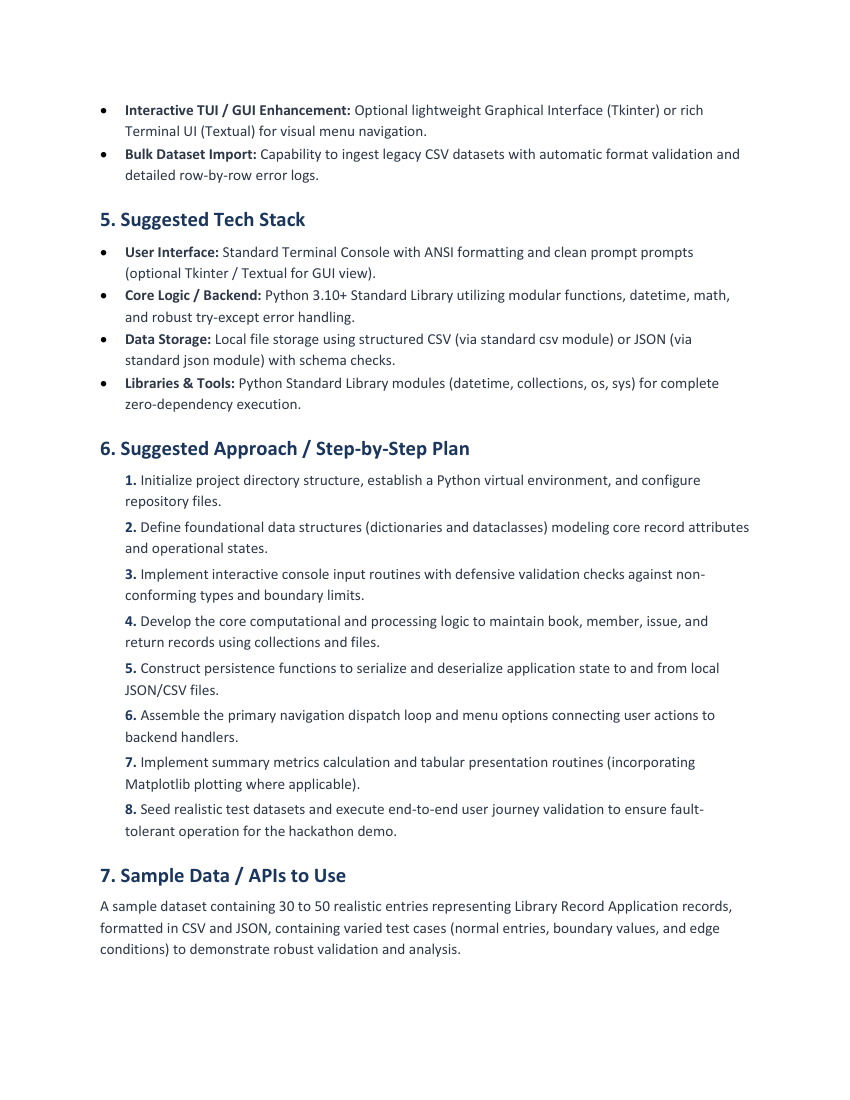 • Interactive TUI / GUI Enhancement: Optional lightweight Graphical Interface (Tkinter) or rich
Terminal UI (Textual) for visual menu navigation.
• Bulk Dataset Import: Capability to ingest legacy CSV datasets with automatic format validation and
detailed row-by-row error logs.
5. Suggested Tech Stack
• User Interface: Standard Terminal Console with ANSI formatting and clean prompt prompts
(optional Tkinter / Textual for GUI view).
• Core Logic / Backend: Python 3.10+ Standard Library utilizing modular functions, datetime, math,
and robust try-except error handling.
• Data Storage: Local file storage using structured CSV (via standard csv module) or JSON (via
standard json module) with schema checks.
• Libraries & Tools: Python Standard Library modules (datetime, collections, os, sys) for complete
zero-dependency execution.
6. Suggested Approach / Step-by-Step Plan
1. Initialize project directory structure, establish a Python virtual environment, and configure
repository files.
2. Define foundational data structures (dictionaries and dataclasses) modeling core record attributes
and operational states.
3. Implement interactive console input routines with defensive validation checks against non-
conforming types and boundary limits.
4. Develop the core computational and processing logic to maintain book, member, issue, and
return records using collections and files.
5. Construct persistence functions to serialize and deserialize application state to and from local
JSON/CSV files.
6. Assemble the primary navigation dispatch loop and menu options connecting user actions to
backend handlers.
7. Implement summary metrics calculation and tabular presentation routines (incorporating
Matplotlib plotting where applicable).
8. Seed realistic test datasets and execute end-to-end user journey validation to ensure fault-
tolerant operation for the hackathon demo.
7. Sample Data / APIs to Use
A sample dataset containing 30 to 50 realistic entries representing Library Record Application records,
formatted in CSV and JSON, containing varied test cases (normal entries, boundary values, and edge
conditions) to demonstrate robust validation and analysis.